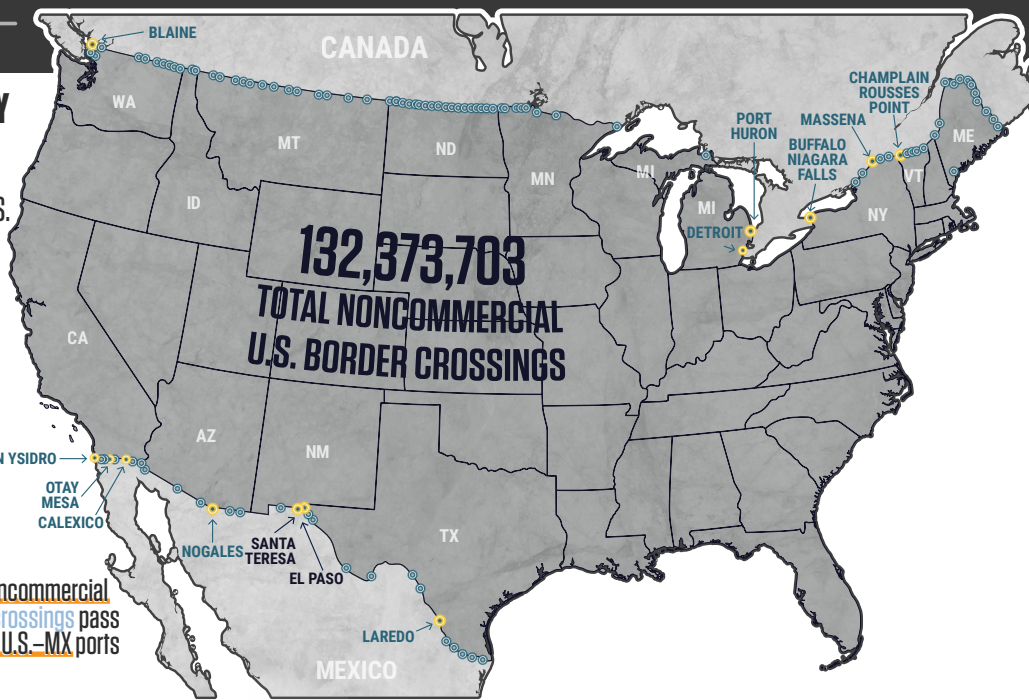 BLAINE
CANADA
CHAMPLAIN
ROUSSES
POINT
MASSENA
PORT
HURON
BUFFALO
NIAGARA
FALLS
Y
WA
MT
ND
MN
MI
MI
ME
VT
NY
ID
S.
DETROIT
132,373,703
TOTAL NONCOMMERCIAL
U.S. BORDER CROSSINGS
CA
AZ
NM
TX
N YSIDRO
OTAY
MESA
CALEXICO
NOGALES
SANTA
TERESA
EL PASO
LAREDO
MEXICO
ncommercial
crossings pass
U.S.–MX ports